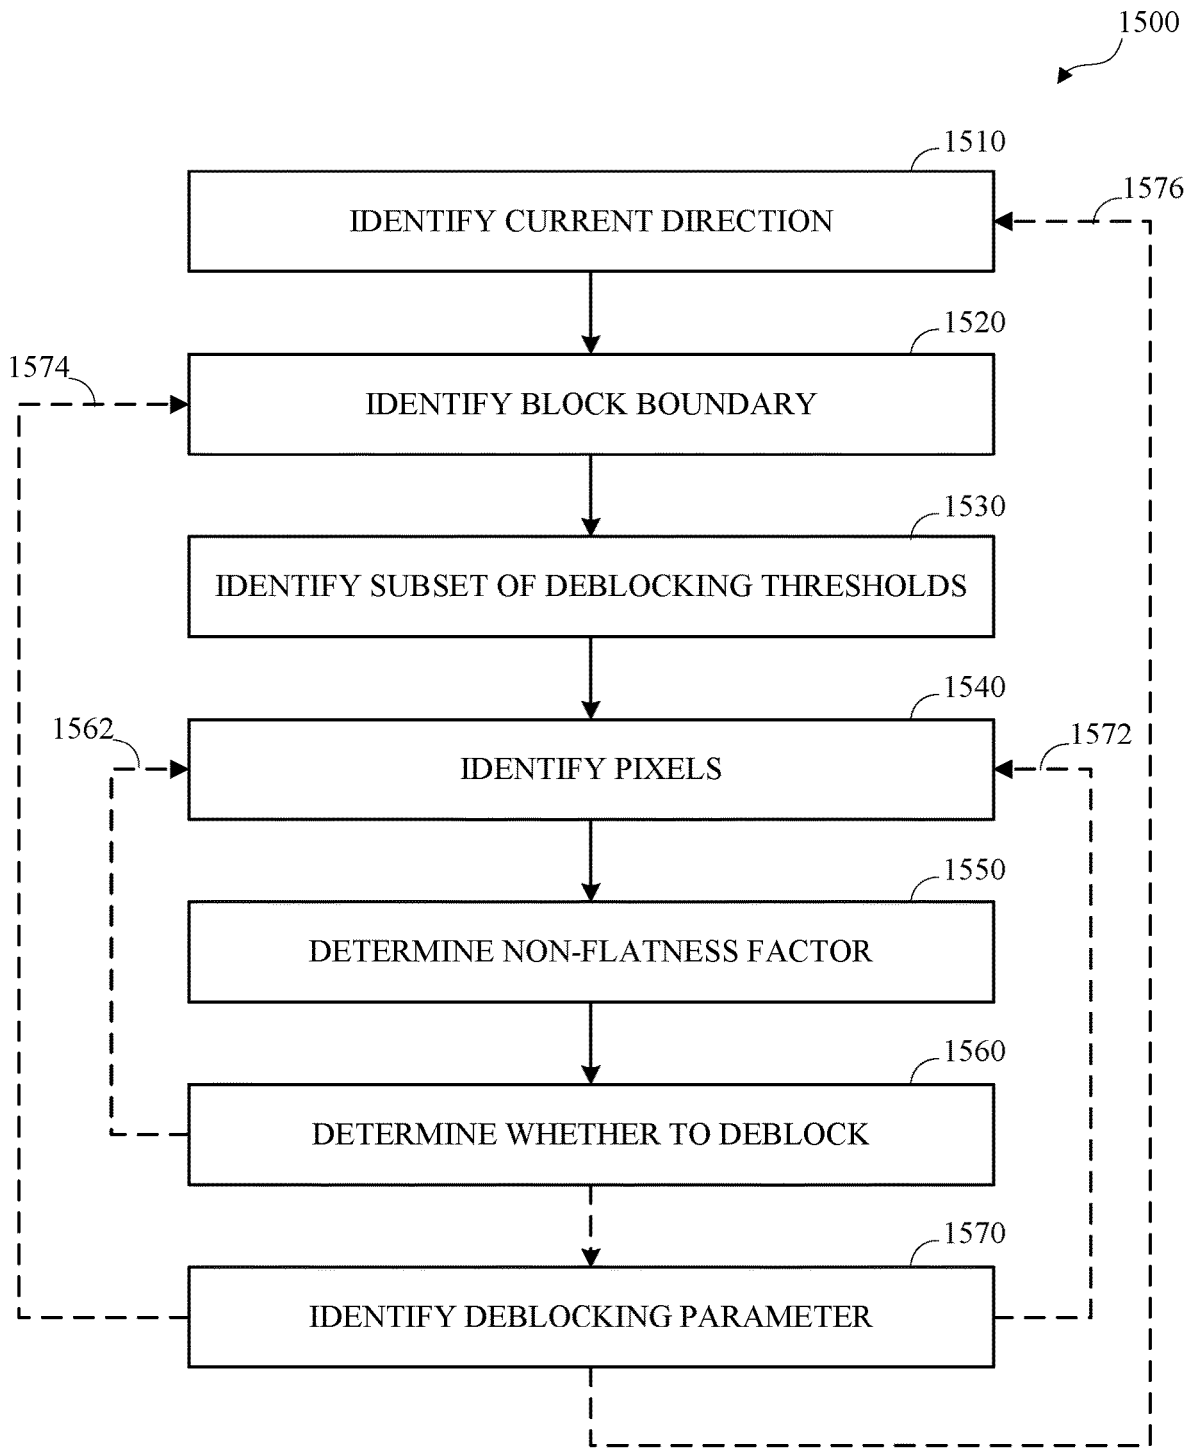 1500
1510
1576
IDENTIFY CURRENT DIRECTION
1520
1574
IDENTIFY BLOCK BOUNDARY
1530
IDENTIFY SUBSET OF DEBLOCKING THRESHOLDS
1540
1562
1572
IDENTIFY PIXELS
1550
DETERMINE NON-FLATNESS FACTOR
1560
DETERMINE WHETHER TO DEBLOCK
1570
IDENTIFY DEBLOCKING PARAMETER